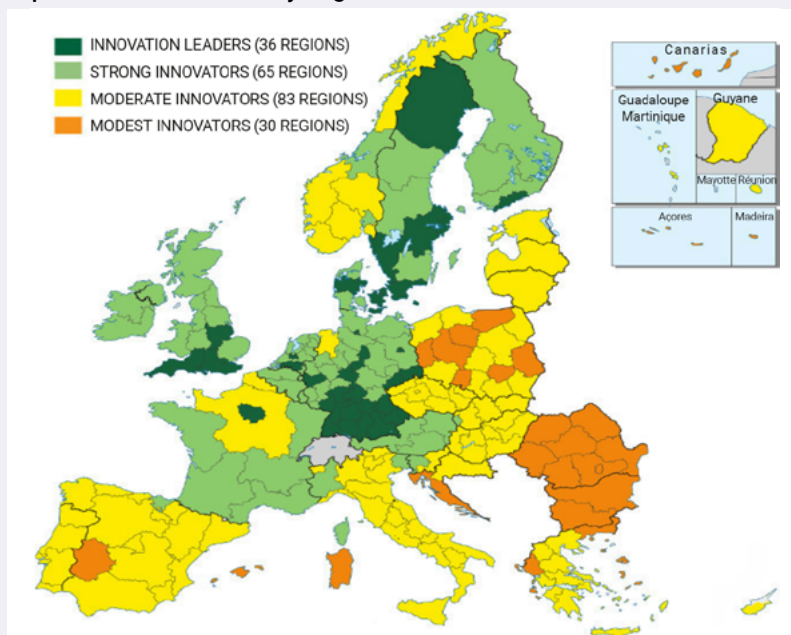 INNOVATION LEADERS (36 REGIONS)
STRONG INNOVATORS (65 REGIONS)
MODERATE INNOVATORS (83 REGIONS)
MODEST INNOVATORS (30 REGIONS)
Canarias
Guadaloupe
Martinique
Guyane
Mayotte
Réunion
Açores
Madeira